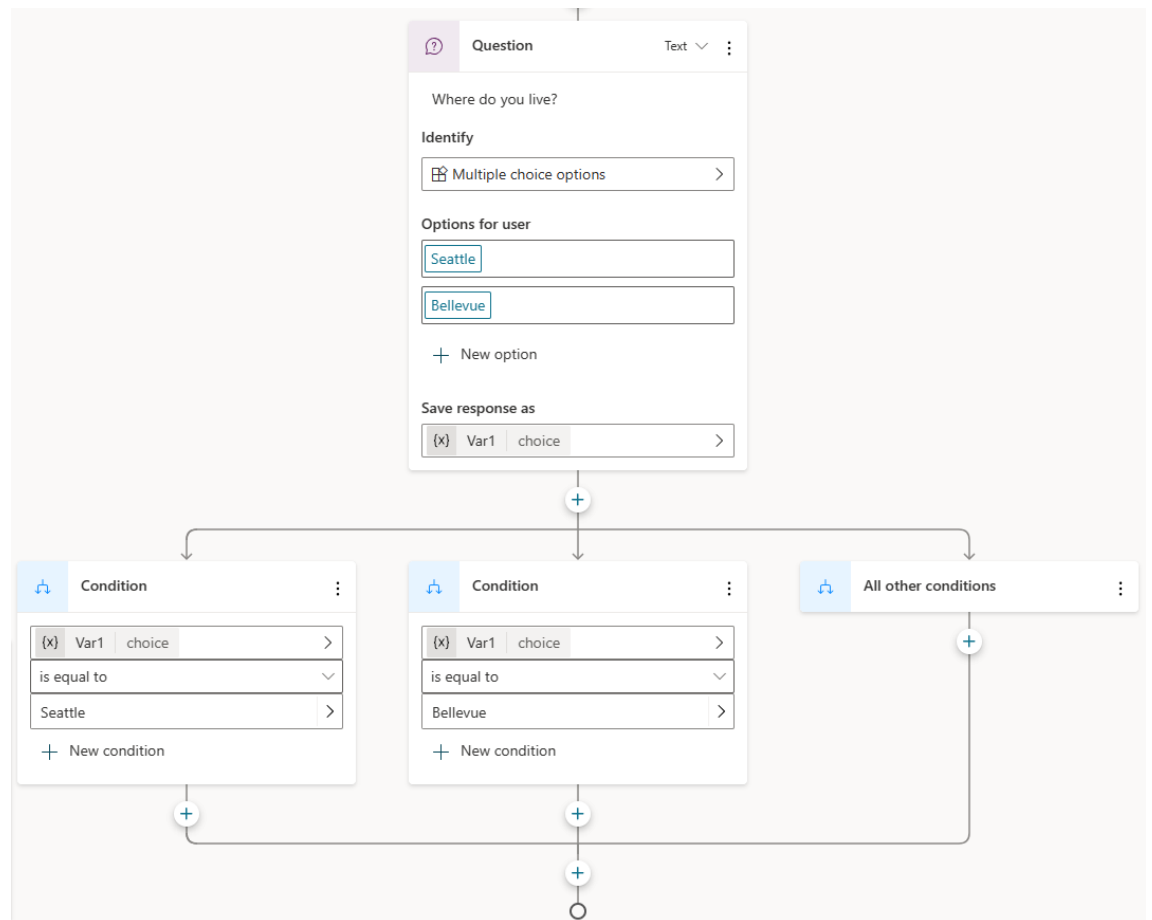 Question
Text
Where do you live?
Identify
Multiple choice options
Options for user
Seattle
Bellevue
New option
Save response as
{x} Var1 choice
Condition
{x} Var1 choice
is equal to
Seattle
New condition
Condition
{x} Var1 choice
is equal to
Bellevue
New condition
All other conditions